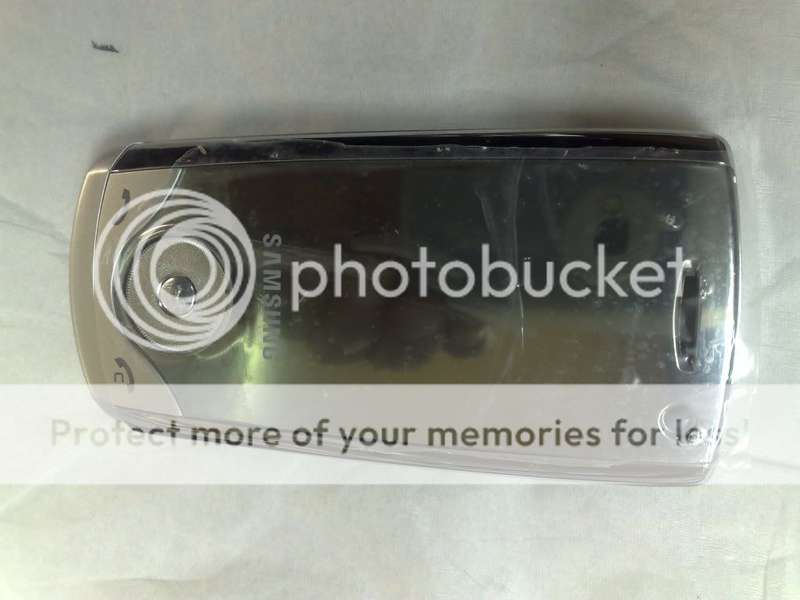 SAMSUNG
photobucket
Protect more of your memories for less!